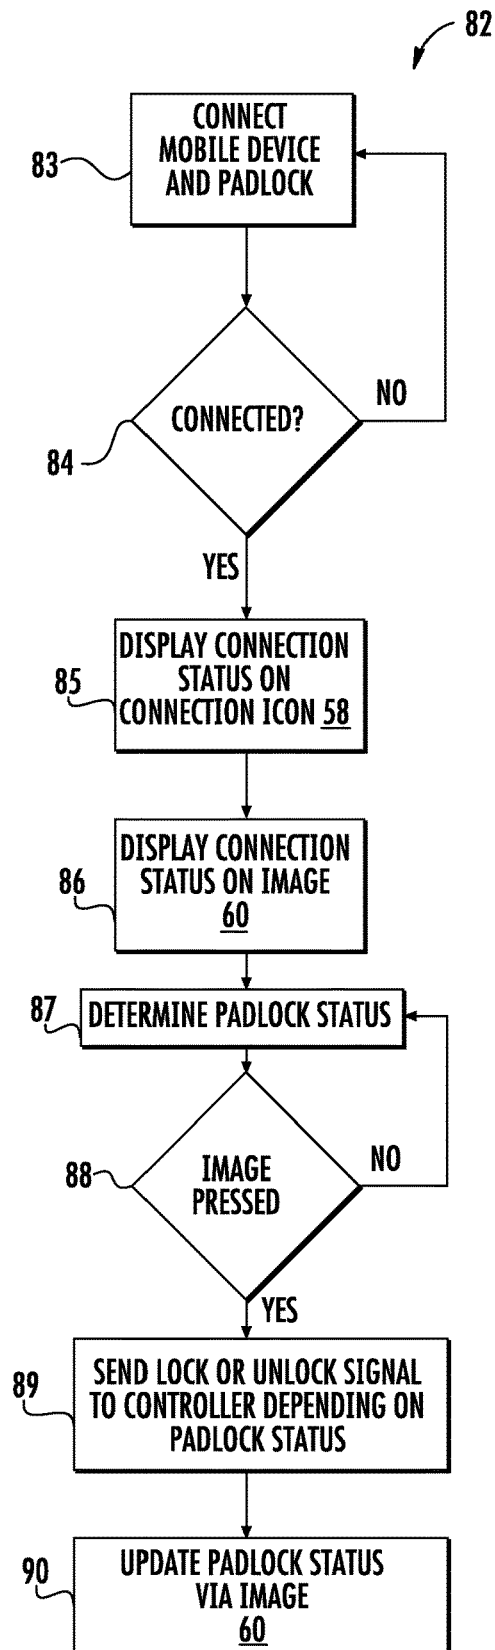 82
CONNECT
MOBILE DEVICE
AND PADLOCK
83
NO
CONNECTED?
84
YES
DISPLAY CONNECTION
STATUS ON
CONNECTION ICON 58
85
DISPLAY CONNECTION
STATUS ON IMAGE
60
86
DETERMINE PADLOCK STATUS
87
NO
IMAGE
PRESSED
88
YES
SEND LOCK OR UNLOCK SIGNAL
TO CONTROLLER DEPENDING ON
PADLOCK STATUS
89
UPDATE PADLOCK STATUS
VIA IMAGE
60
90